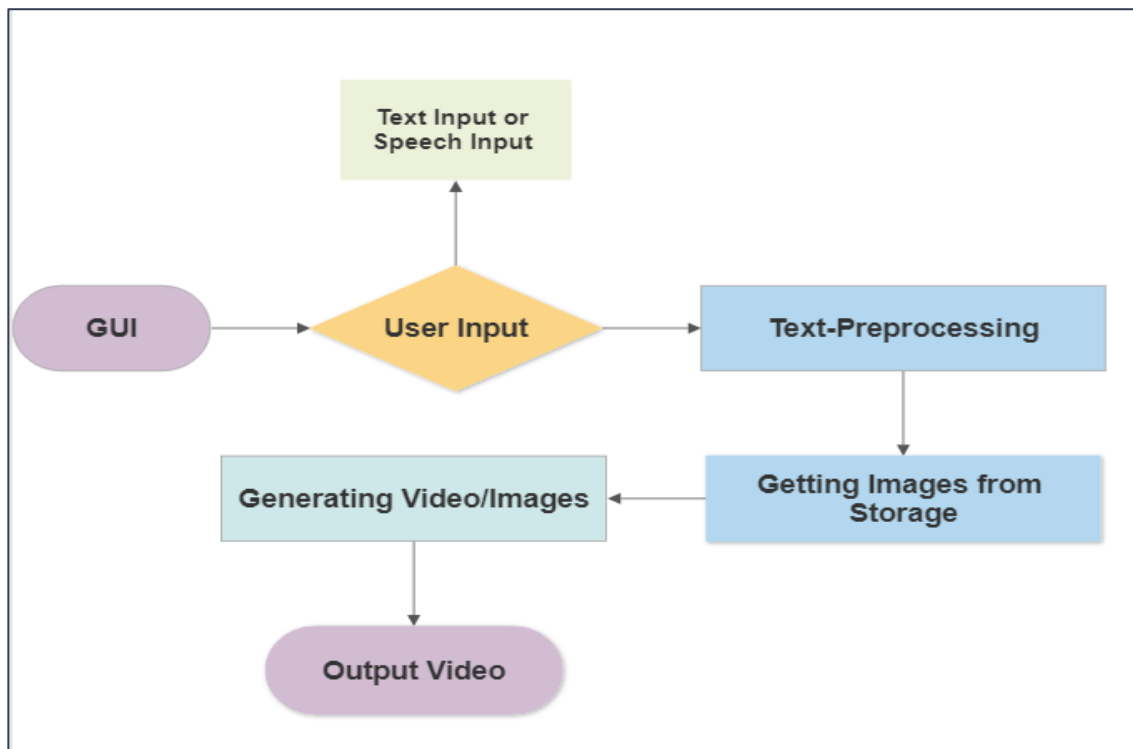 Text Input or
Speech Input
GUI
User Input
Text-Preprocessing
Getting Images from
Storage
Generating Video/Images
Output Video